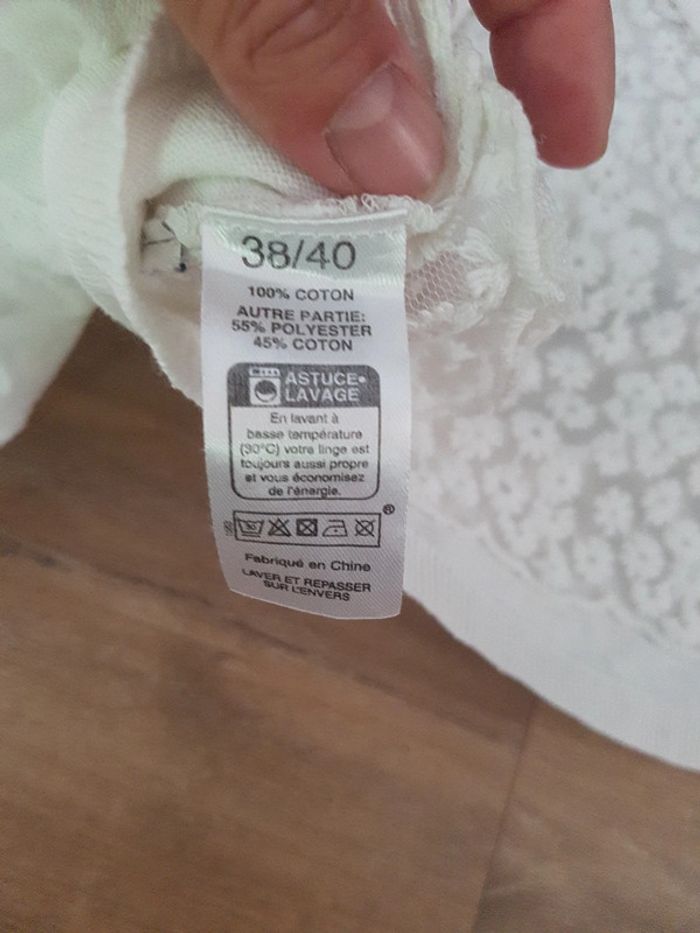 38/40
100% COTON
AUTRE PARTIE:
55% POLYESTER
45% COTON
ASTUCE•
LAVAGE
En lavant à
basse température
(30°C) votre linge est
toujours aussi propre
et vous économisez
de l'énergie.
30
®
Fabriqué en Chine
LAVER ET REPASSER
SUR L'ENVERS